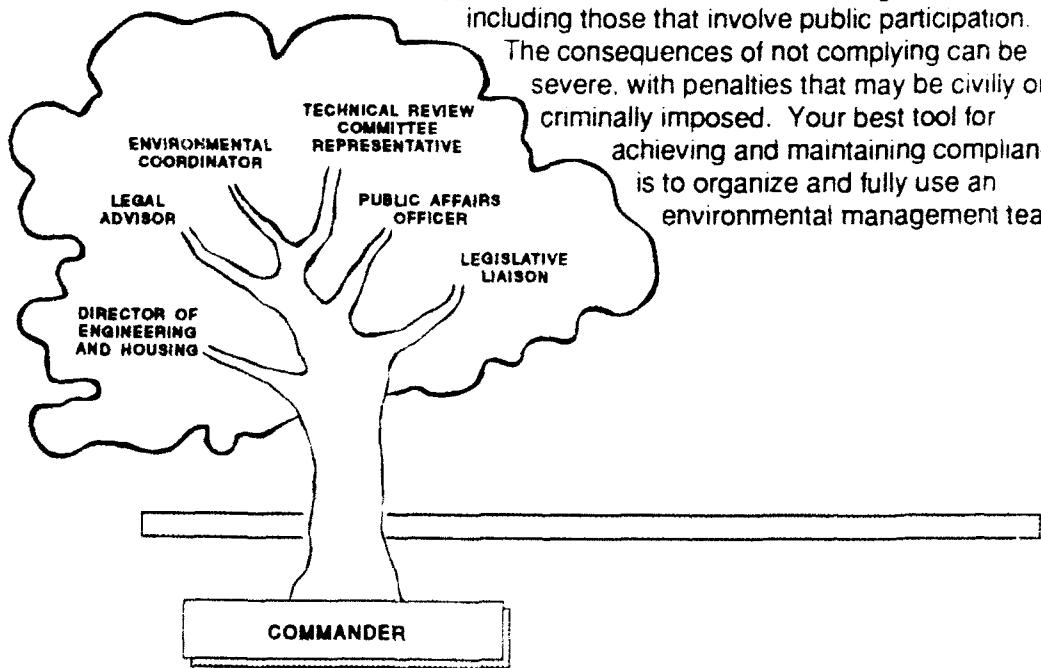 including those that involve public participation.
The consequences of not complying can be
severe, with penalties that may be civilly or
criminally imposed. Your best tool for
achieving and maintaining
is to organize and fully use an
environmental management
TECHNICAL REVIEW
COMMITTEE
REPRESENTATIVE
ENVIRONMENTAL
COORDINATOR
LEGAL
ADVISOR
PUBLIC AFFAIRS
OFFICER
LEGISLATIVE
LIAISON
DIRECTOR OF
ENGINEERING
AND HOUSING
COMMANDER